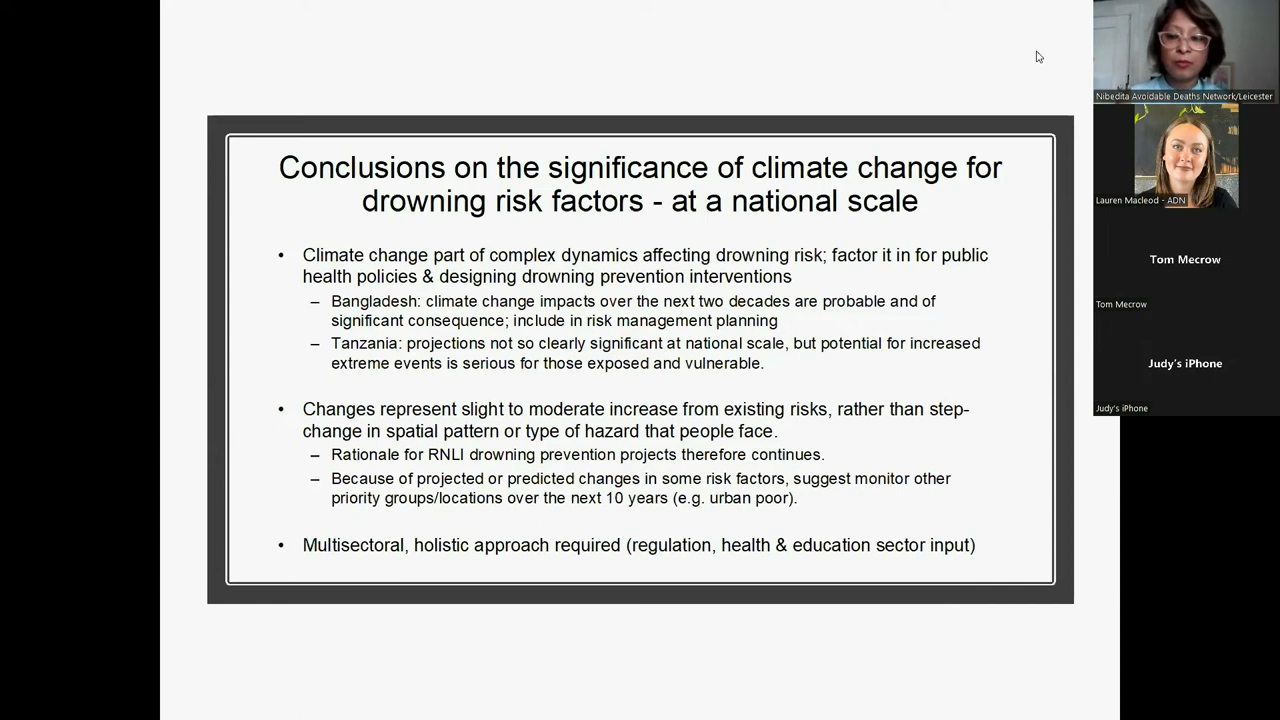 Conclusions on the significance of climate change for
drowning risk factors - at a national scale
• Climate change part of complex dynamics affecting drowning risk; factor it in for public
health policies & designing drowning prevention interventions
– Bangladesh: climate change impacts over the next two decades are probable and of
significant consequence; include in risk management planning
– Tanzania: projections not so clearly significant at national scale, but potential for increased
extreme events is serious for those exposed and vulnerable.
• Changes represent slight to moderate increase from existing risks, rather than step-
change in spatial pattern or type of hazard that people face.
– Rationale for RNLI drowning prevention projects therefore continues.
– Because of projected or predicted changes in some risk factors, suggest monitor other
priority groups/locations over the next 10 years (e.g. urban poor).
• Multisectoral, holistic approach required (regulation, health & education sector input)
Nibedita Avoidable Deaths Network/Leicester
Lauren Macleod - ADN
Tom Mecrow
Tom Mecrow
Judy's iPhone
Judy's iPhone